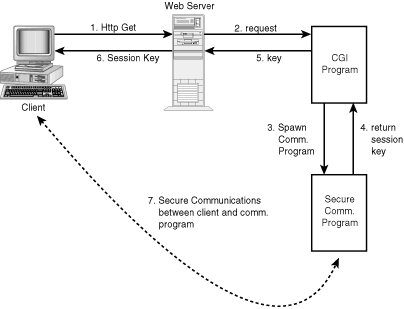 Web Server
1. Http Get
2. request
6. Session Key
5. key
CGI
Program
Client
3. Spawn
Comm.
Program
4. return
session
key
7. Secure Communications
between client and comm.
program
Secure
Comm.
Program